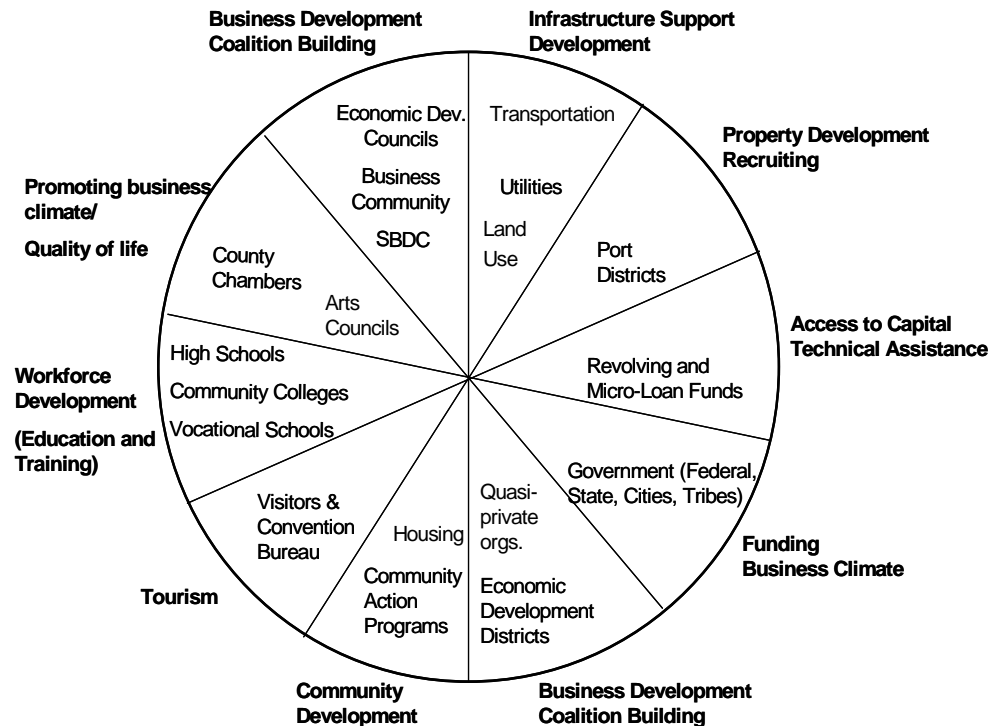 Business Development
Coalition Building
Infrastructure Support
Development
Economic Dev.
Councils
Business
Community
SBDC
Transportation
Utilities
Land
Use
Property Development
Recruiting
Port
Districts
Promoting business
climate/
Quality of life
County
Chambers
Arts
Councils
Access to Capital
Technical Assistance
Revolving and
Micro-Loan Funds
Workforce
Development
(Education and
Training)
High Schools
Community Colleges
Vocational Schools
Government (Federal,
State, Cities, Tribes)
Funding
Business Climate
Visitors &
Convention
Bureau
Tourism
Housing
Community
Action
Programs
Quasi-
private
orgs.
Economic
Development
Districts
Community
Development
Business Development
Coalition Building